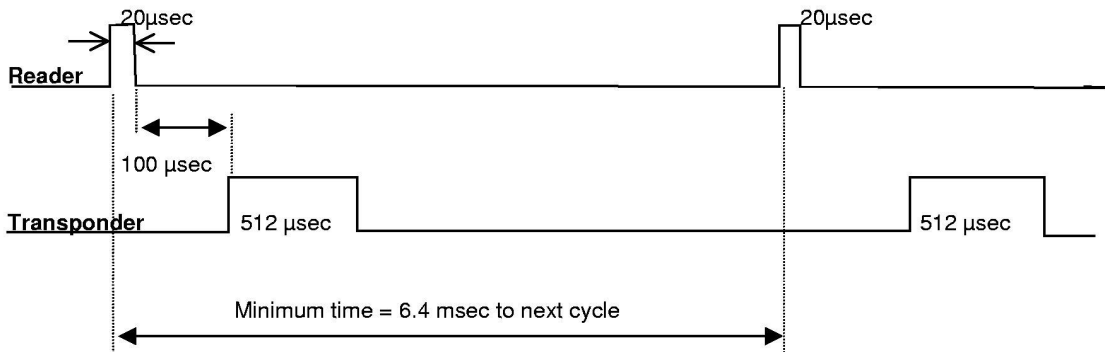 20µsec
20µsec
Reader
100 µsec
Transponder
512 µsec
512 µsec
Minimum time = 6.4 msec to next cycle